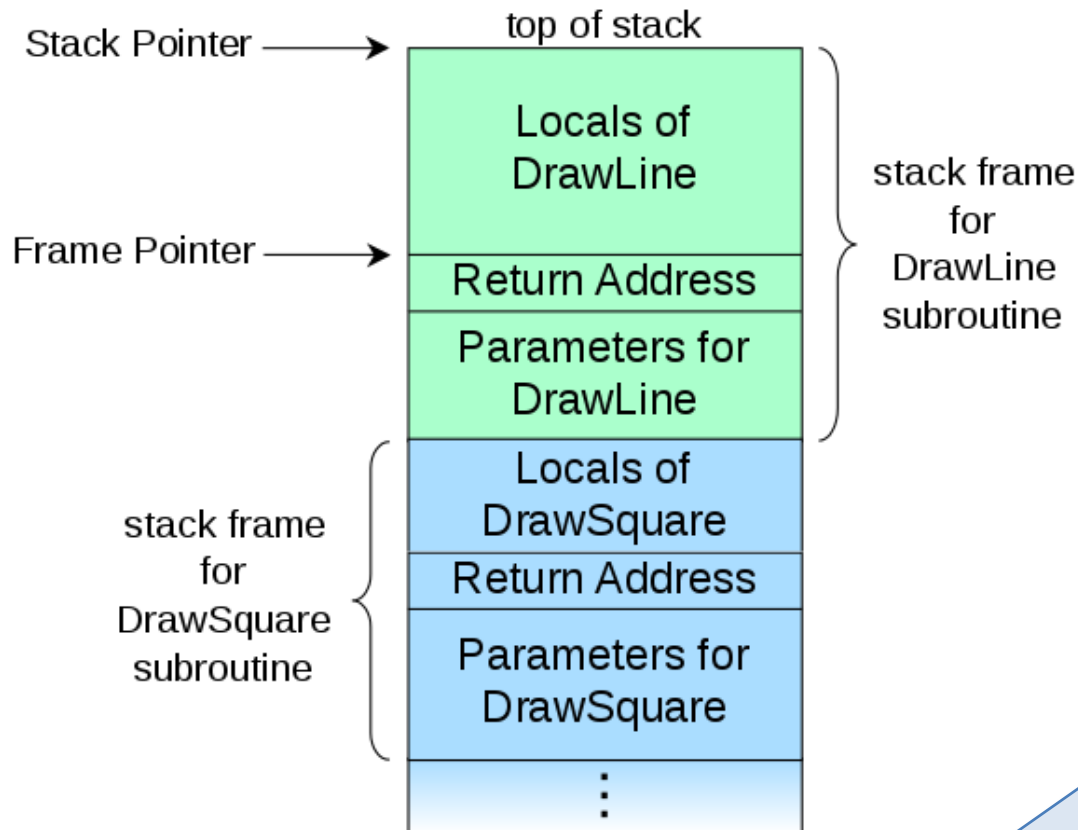 top of stack
Stack Pointer
Locals of
DrawLine
stack frame
for
DrawLine
subroutine
Frame Pointer
Return Address
Parameters for
DrawLine
stack frame
for
DrawSquare
subroutine
Locals of
DrawSquare
Return Address
Parameters for
DrawSquare
⋮